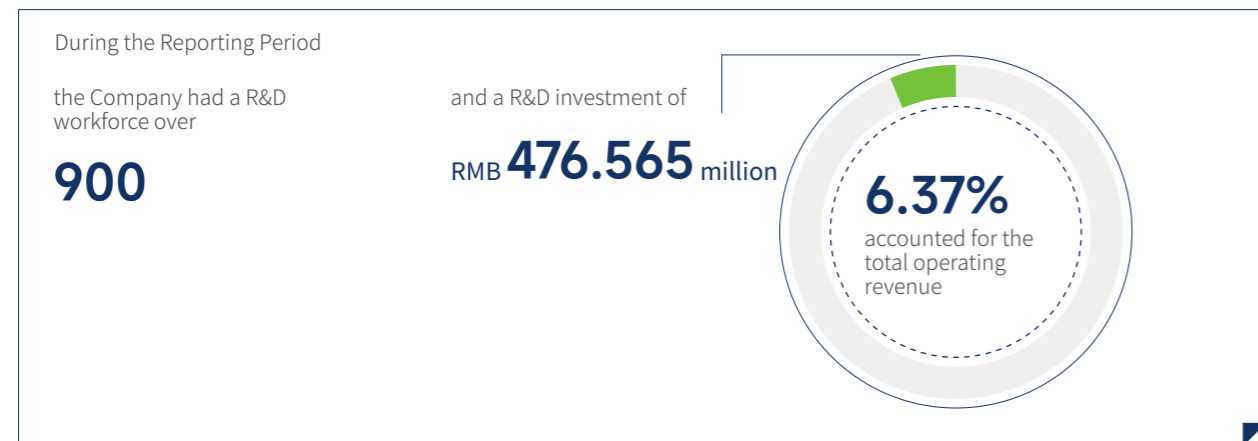 During the Reporting Period
the Company had a R&D
workforce over
900
and a R&D investment of
RMB 476.565 million
6.37%
accounted for the
total operating
revenue